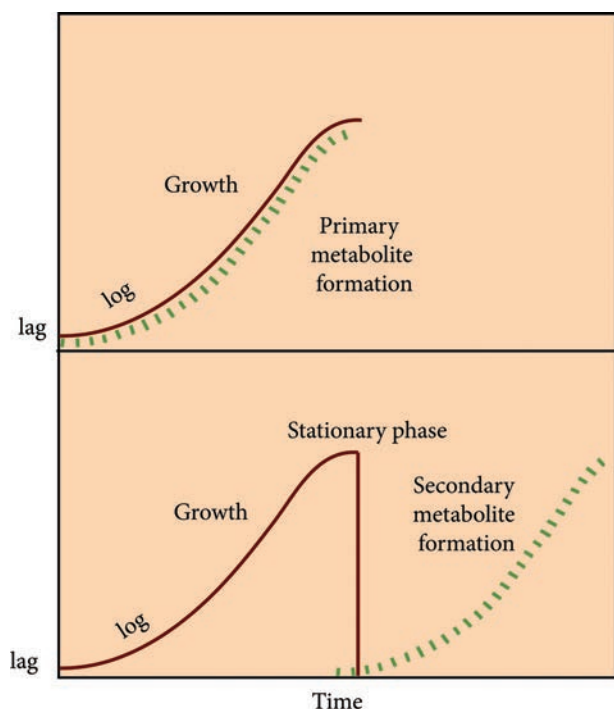 Growth
Primary
metabolite
formation
log
lag
Stationary phase
Growth
Secondary
metabolite
formation
log
lag
Time